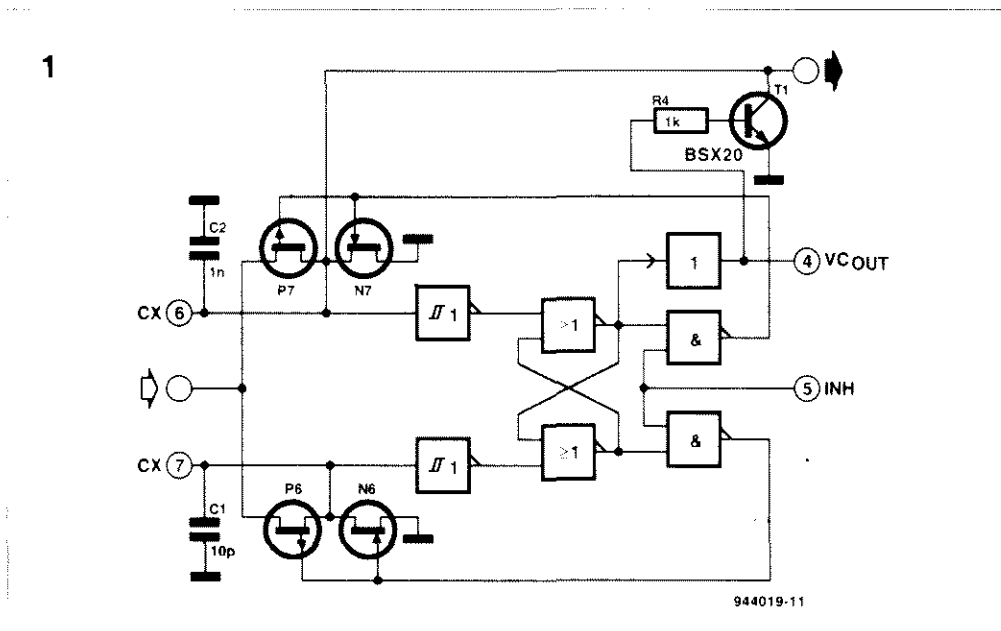 1
T1
R4
1k
BSX20
C2
1n
P7
N7
1
4 VCOUT
CX 6
1
>1
&
5 INH
CX 7
1
≥1
&
P6
N6
C1
10p
944019-11